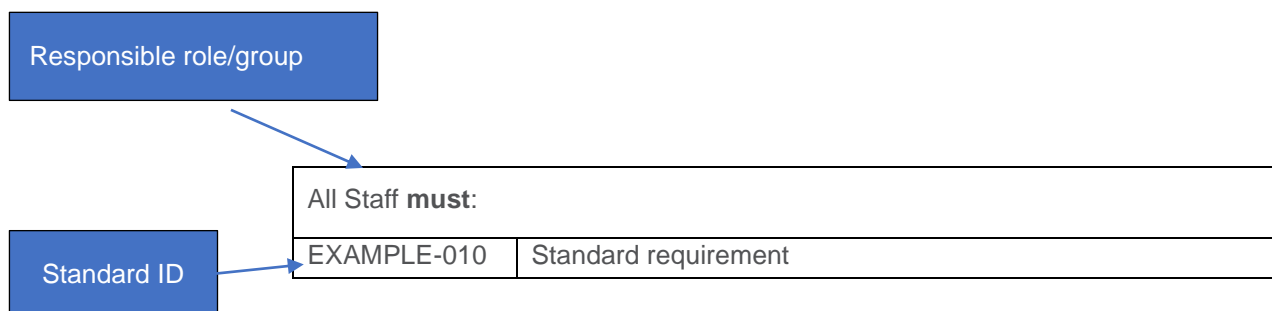 Responsible role/group
All Staff must:
EXAMPLE-010 Standard requirement
Standard ID